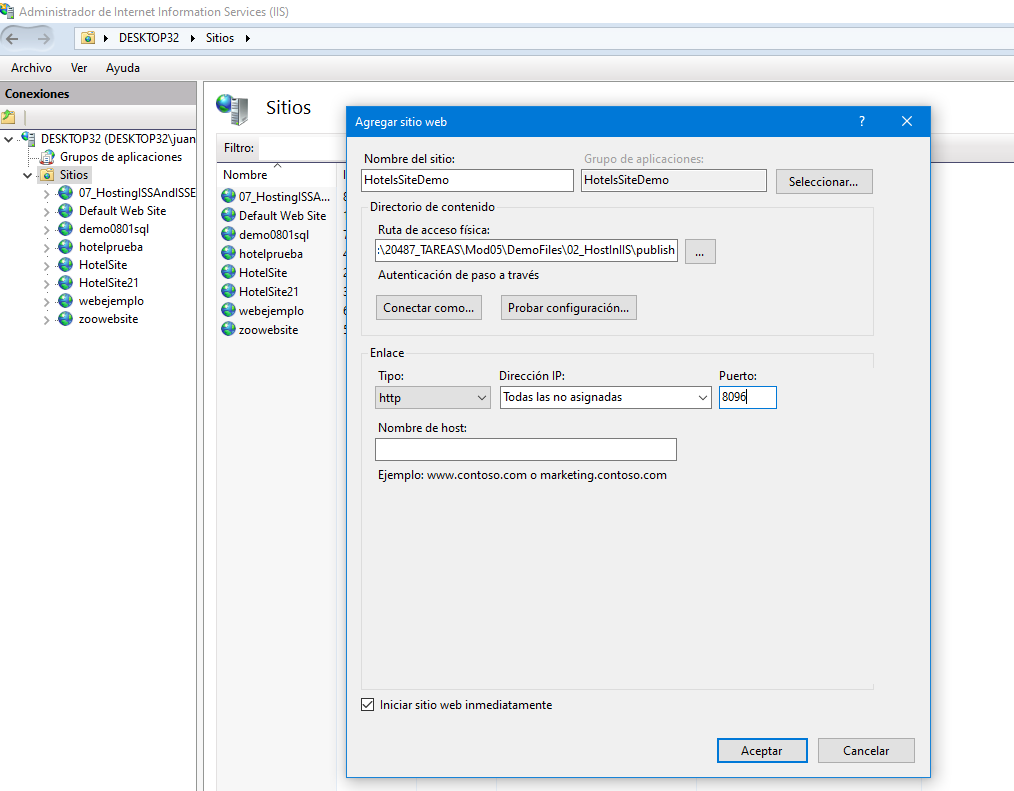 Administrador de Internet Information Services (IIS)
DESKTOP32 Sitios
Archivo Ver Ayuda
Conexiones
DESKTOP32 (DESKTOP32\juan
Grupos de aplicaciones
Sitios
07_HostingISSAndISSE
Default Web Site
demo0801sql
hotelprueba
HotelSite
HotelSite21
webejemplo
zoowebsite
Sitios
Filtro:
Nombre
07_HostingISSA...
Default Web Site
demo0801sql
hotelprueba
HotelSite
HotelSite21
webejemplo
zoowebsite
Agregar sitio web
? 
Nombre del sitio: Grupo de aplicaciones:
HotelsSiteDemo HotelsSiteDemo Seleccionar...
Directorio de contenido
Ruta de acceso física:
:\20487_TAREAS\Mod05\DemoFiles\02_HostInIIS\publish ...
Autenticación de paso a través
Conectar como... Probar configuración...
Enlace
Tipo: Dirección IP: Puerto:
http Todas las no asignadas 8096
Nombre de host:
Ejemplo: www.contoso.com o marketing.contoso.com
Iniciar sitio web inmediatamente
Aceptar Cancelar